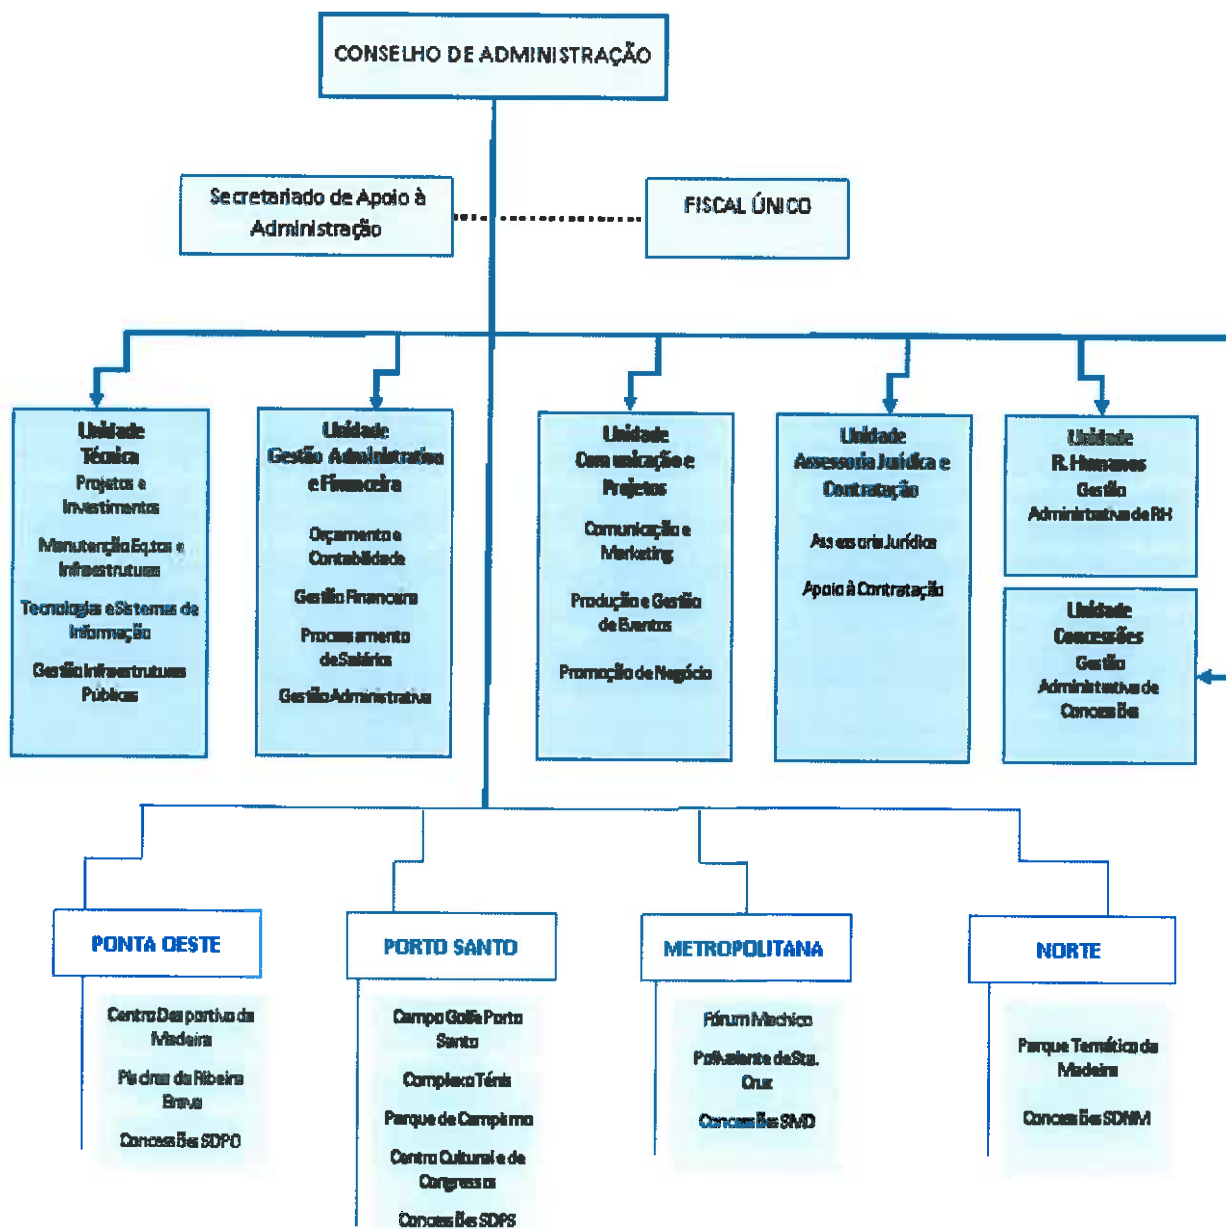 CONSELHO DE ADMINISTRAÇÃO
Secretariado de Apoio à
Administração
FISCAL ÚNICO
Unidade
Técnica
Projetos e
Investimentos
Manutenção Eqtos e
Infraestruturas
Tecnologias e Sistemas de
Informação
Gestão Infraestruturas
Públicas
Unidade
Gestão Administrativa
e Financeira
Orçamento e
Contabilidade
Gestão Financeira
Processamento
de Salários
Gestão Administrativa
Unidade
Comunicação e
Projetos
Comunicação e
Marketing
Produção e Gestão
de Eventos
Promoção de Negócio
Unidade
Assessoria Jurídica e
Contratação
Assessoria Jurídica
Apoio à Contratação
Unidade
R. Humanos
Gestão
Administrativa de RH
Unidade
Concessões
Gestão
Administrativa de
Concessões
PONTA OESTE
Centro Desportivo da
Madeira
Piscinas da Ribeira
Brava
Concessões SDPO
PORTO SANTO
Campo Golfe Porto
Santo
Complexo Ténis
Parque de Campismo
Centro Cultural e de
Congressos
Concessões SDPS
METROPOLITANA
Fórum Machico
Polivalente de Sta.
Cruz
Concessões SMD
NORTE
Parque Temático da
Madeira
Concessões SDNM